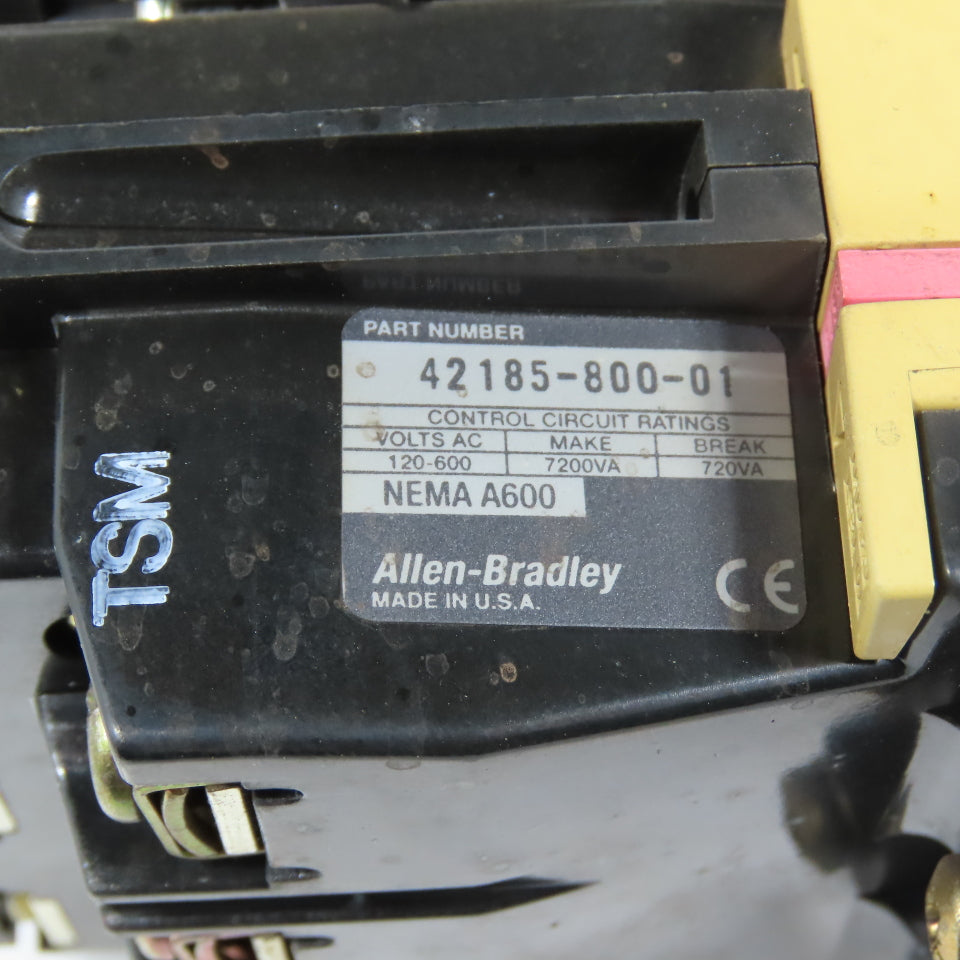 PART NUMBER
42185-800-01
CONTROL CIRCUIT RATINGS
VOLTS AC MAKE BREAK
120-600 7200VA 720VA
NEMA A600
Allen-Bradley
MADE IN U.S.A.
CE
TSM